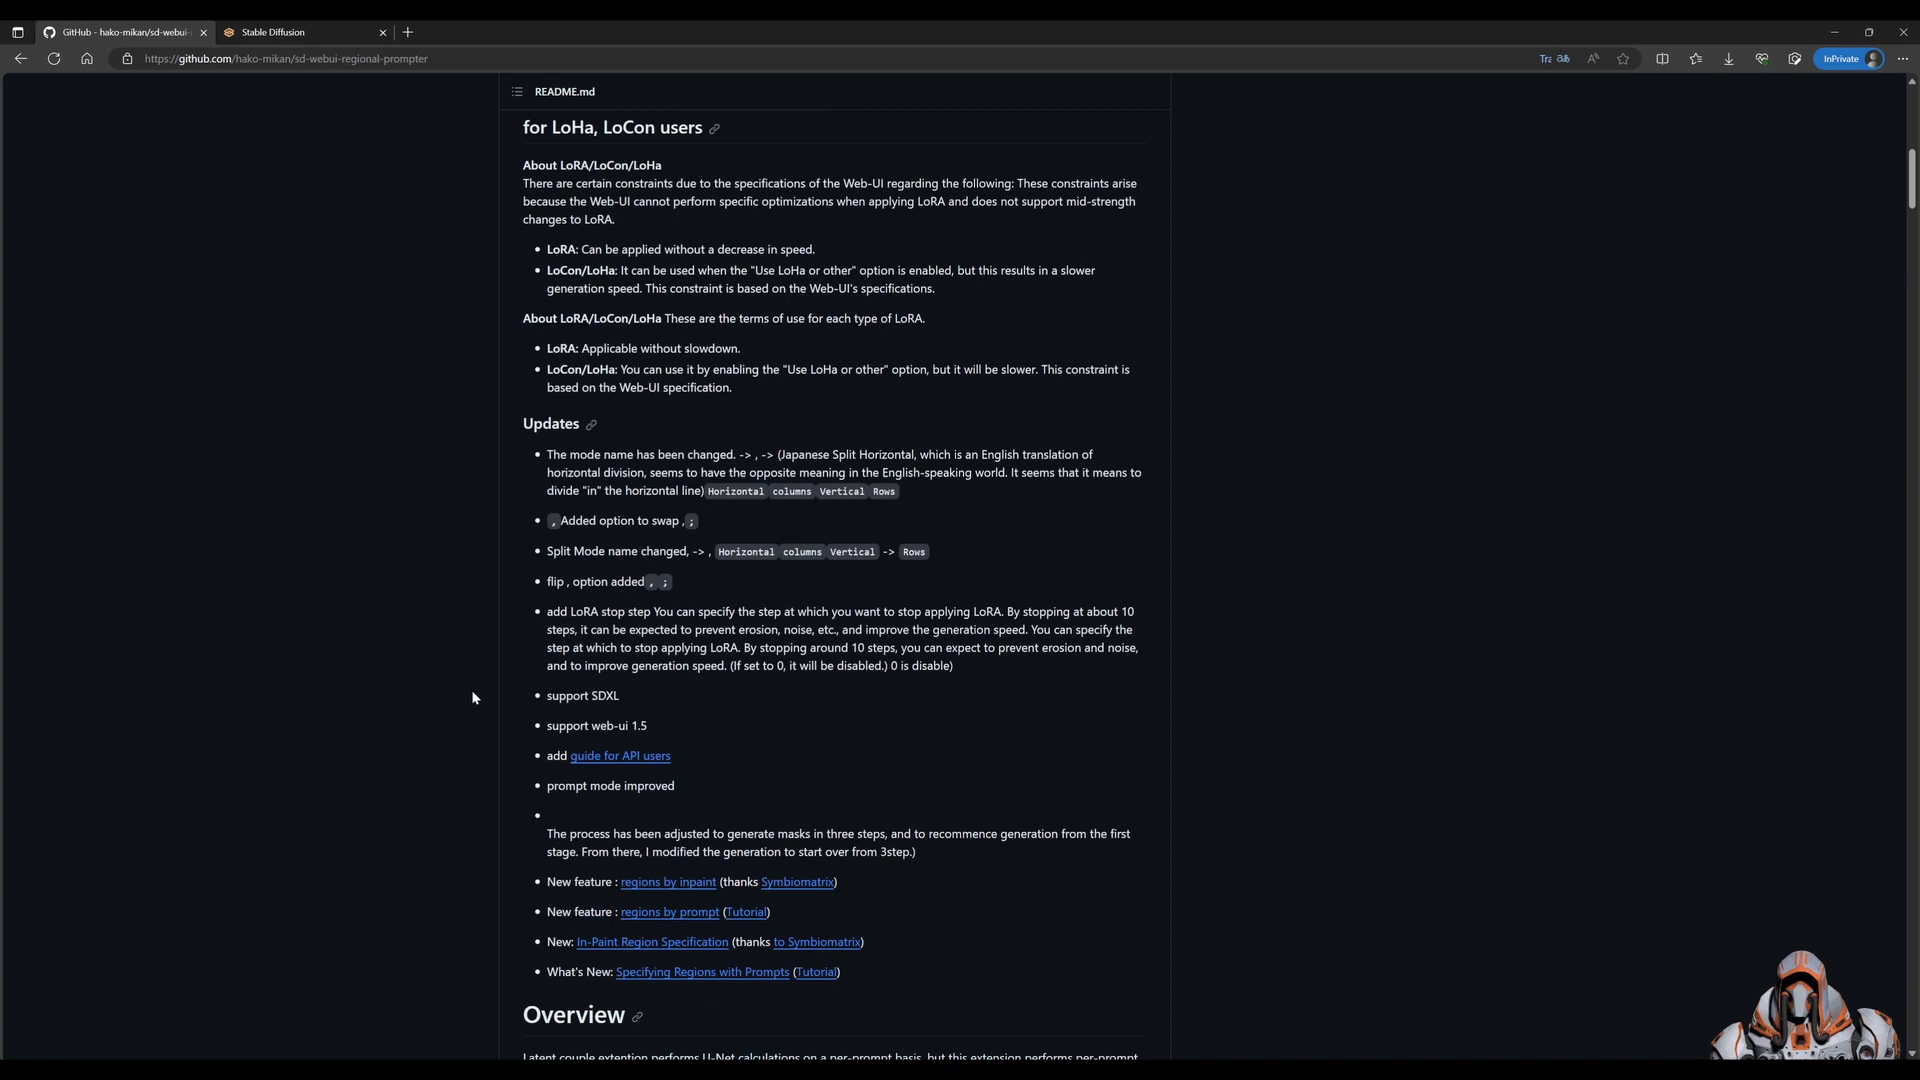 GitHub - hako-mikan/sd-webui-
Stable Diffusion
https://github.com/hako-mikan/sd-webui-regional-prompter
InPrivate
README.md
for LoHa, LoCon users
About LoRA/LoCon/LoHa
There are certain constraints due to the specifications of the Web-UI regarding the following: These constraints arise
because the Web-UI cannot perform specific optimizations when applying LoRA and does not support mid-strength
changes to LoRA.
• LoRA: Can be applied without a decrease in speed.
• LoCon/LoHa: It can be used when the "Use LoHa or other" option is enabled, but this results in a slower
generation speed. This constraint is based on the Web-UI's specifications.
About LoRA/LoCon/LoHa These are the terms of use for each type of LoRA.
• LoRA: Applicable without slowdown.
• LoCon/LoHa: You can use it by enabling the "Use LoHa or other" option, but it will be slower. This constraint is
based on the Web-UI specification.
Updates
• The mode name has been changed. -> , -> (Japanese Split Horizontal, which is an English translation of
horizontal division, seems to have the opposite meaning in the English-speaking world. It seems that it means to
divide "in" the horizontal line) Horizontal columns Vertical Rows
• , Added option to swap , ;
• Split Mode name changed, -> , Horizontal columns Vertical -> Rows
• flip , option added , ;
• add LoRA stop step You can specify the step at which you want to stop applying LoRA. By stopping at about 10
steps, it can be expected to prevent erosion, noise, etc., and improve the generation speed. You can specify the
step at which to stop applying LoRA. By stopping around 10 steps, you can expect to prevent erosion and noise,
and to improve generation speed. (If set to 0, it will be disabled.) 0 is disable)
• support SDXL
• support web-ui 1.5
• add guide for API users
• prompt mode improved
•
The process has been adjusted to generate masks in three steps, and to recommence generation from the first
stage. From there, I modified the generation to start over from 3step.)
• New feature : regions by inpaint (thanks Symbiomatrix)
• New feature : regions by prompt (Tutorial)
• New: In-Paint Region Specification (thanks to Symbiomatrix)
• What's New: Specifying Regions with Prompts (Tutorial)
Overview
Latent couple extention performs U-Net calculations on a per-prompt basis, but this extension performs per-prompt